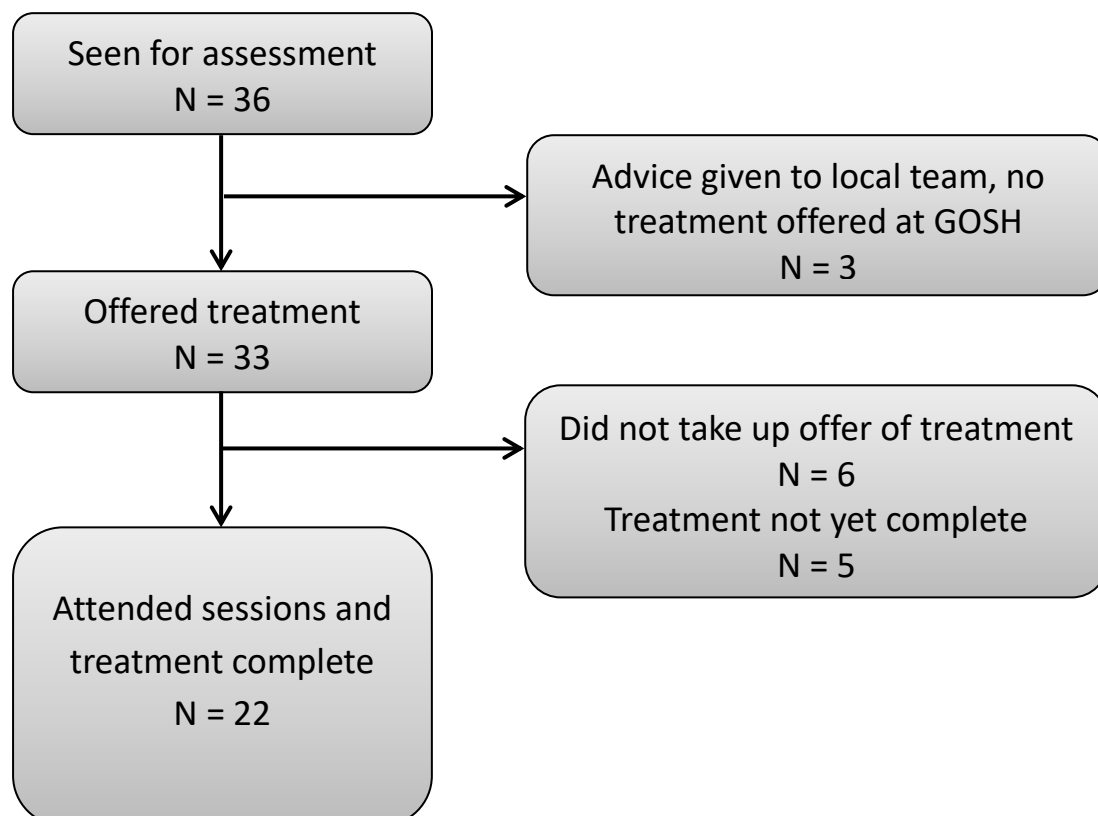 Seen for assessment
N = 36
Advice given to local team, no
treatment offered at GOSH
N = 3
Offered treatment
N = 33
Did not take up offer of treatment
N = 6
Treatment not yet complete
N = 5
Attended sessions and
treatment complete
N = 22